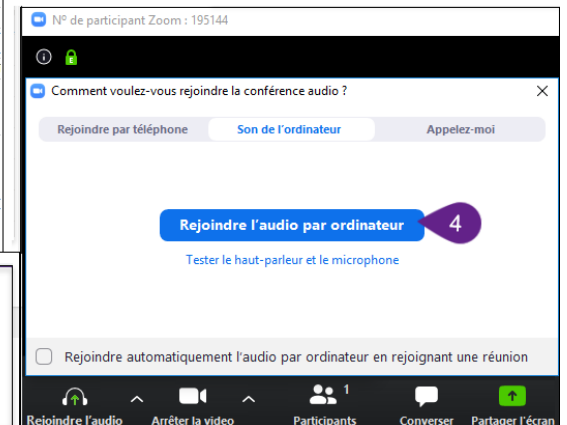 Nº de participant Zoom : 195144
Comment voulez-vous rejoindre la conférence audio ?
Rejoindre par téléphone Son de l'ordinateur Appelez-moi
Rejoindre l'audio par ordinateur 4
Tester le haut-parleur et le microphone
Rejoindre automatiquement l'audio par ordinateur en rejoignant une réunion
1
Rejoindre l'audio Arrêter la video Participants Converser Partager l'écran